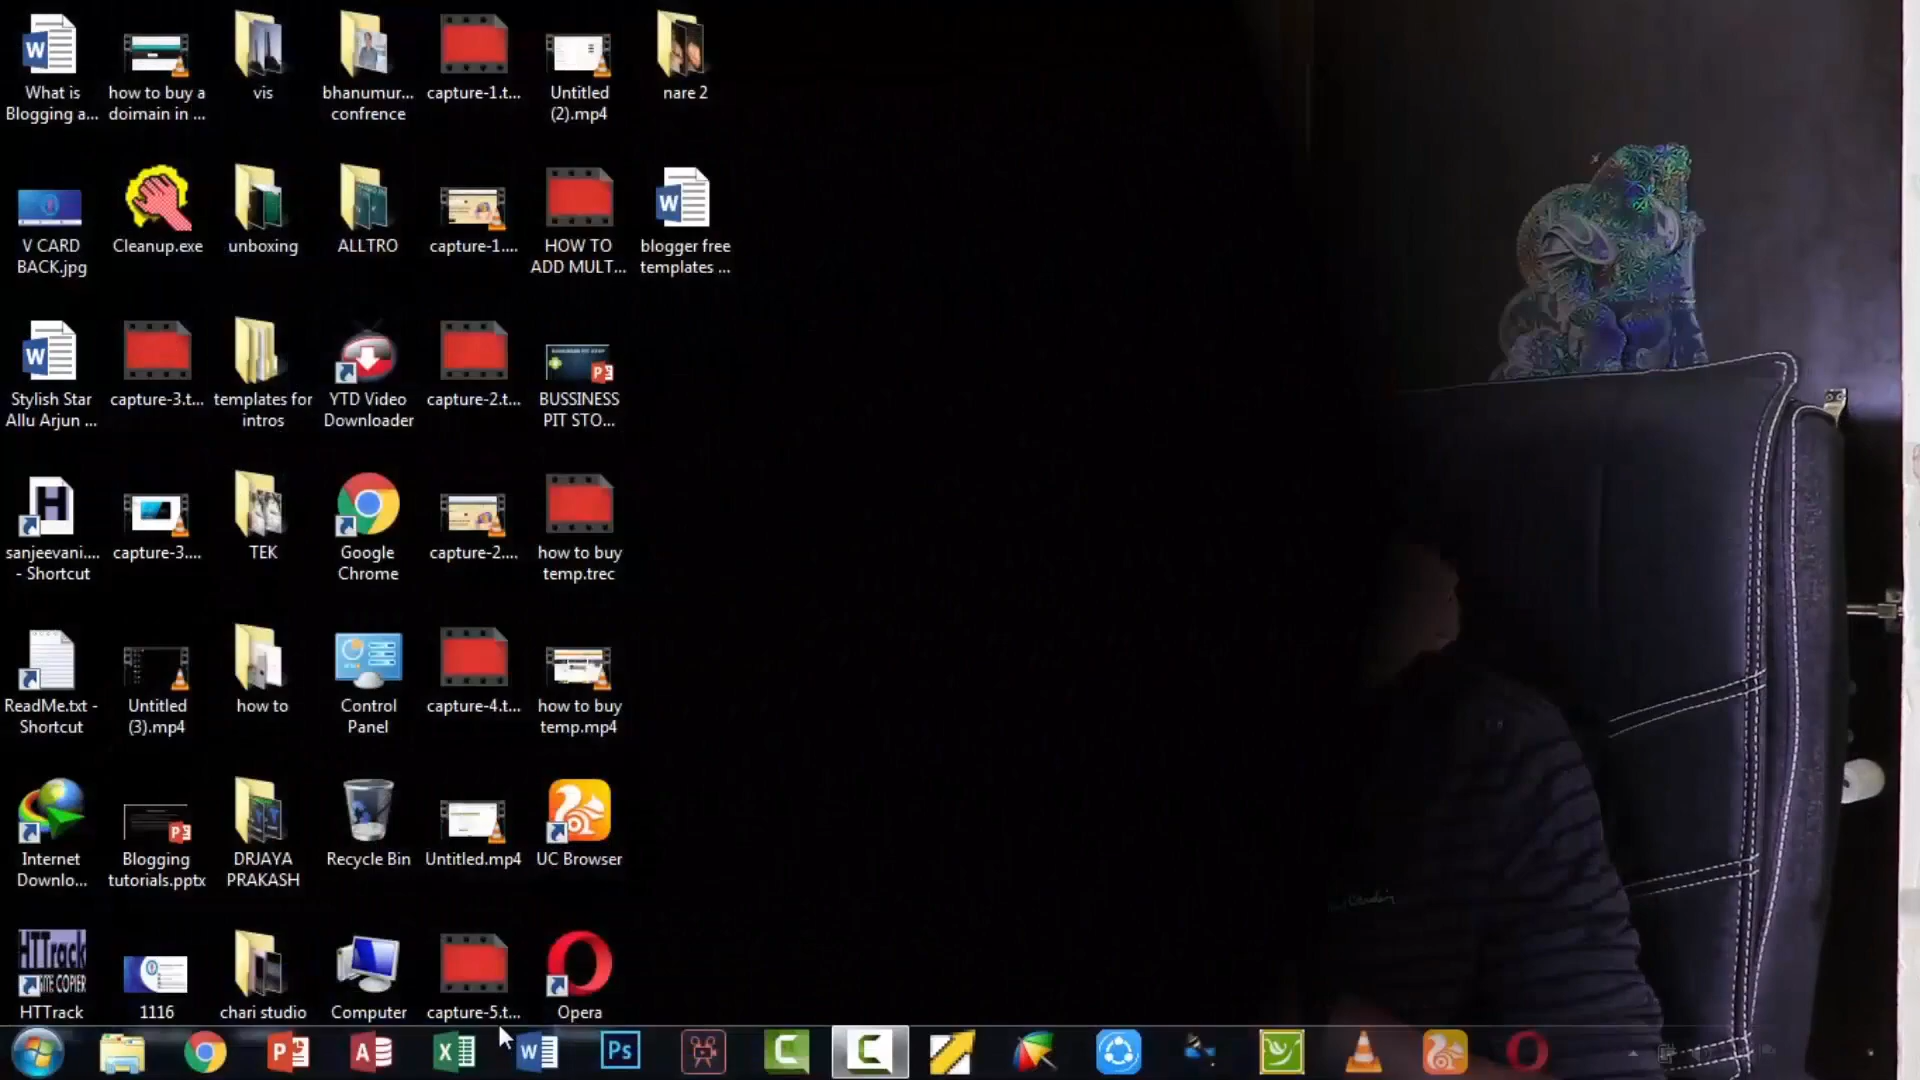 What is
Blogging a...
how to buy a
doimain in ...
vis
bhanumur...
confrence
capture-1.t...
Untitled
(2).mp4
nare 2
V CARD
BACK.jpg
Cleanup.exe
unboxing
ALLTRO
capture-1....
HOW TO
ADD MULT...
blogger free
templates ...
Stylish Star
Allu Arjun ...
capture-3.t...
templates for
intros
YTD Video
Downloader
capture-2.t...
BUSSINESS
PIT STO...
sanjeevani....
- Shortcut
capture-3....
TEK
Google
Chrome
capture-2....
how to buy
temp.trec
ReadMe.txt -
Shortcut
Untitled
(3).mp4
how to
Control
Panel
capture-4.t...
how to buy
temp.mp4
Internet
Downlo...
Blogging
tutorials.pptx
DRJAYA
PRAKASH
Recycle Bin
Untitled.mp4
UC Browser
HTTrack
SITE COPIER
HTTrack
1116
chari studio
Computer
capture-5.t...
Opera
Ps